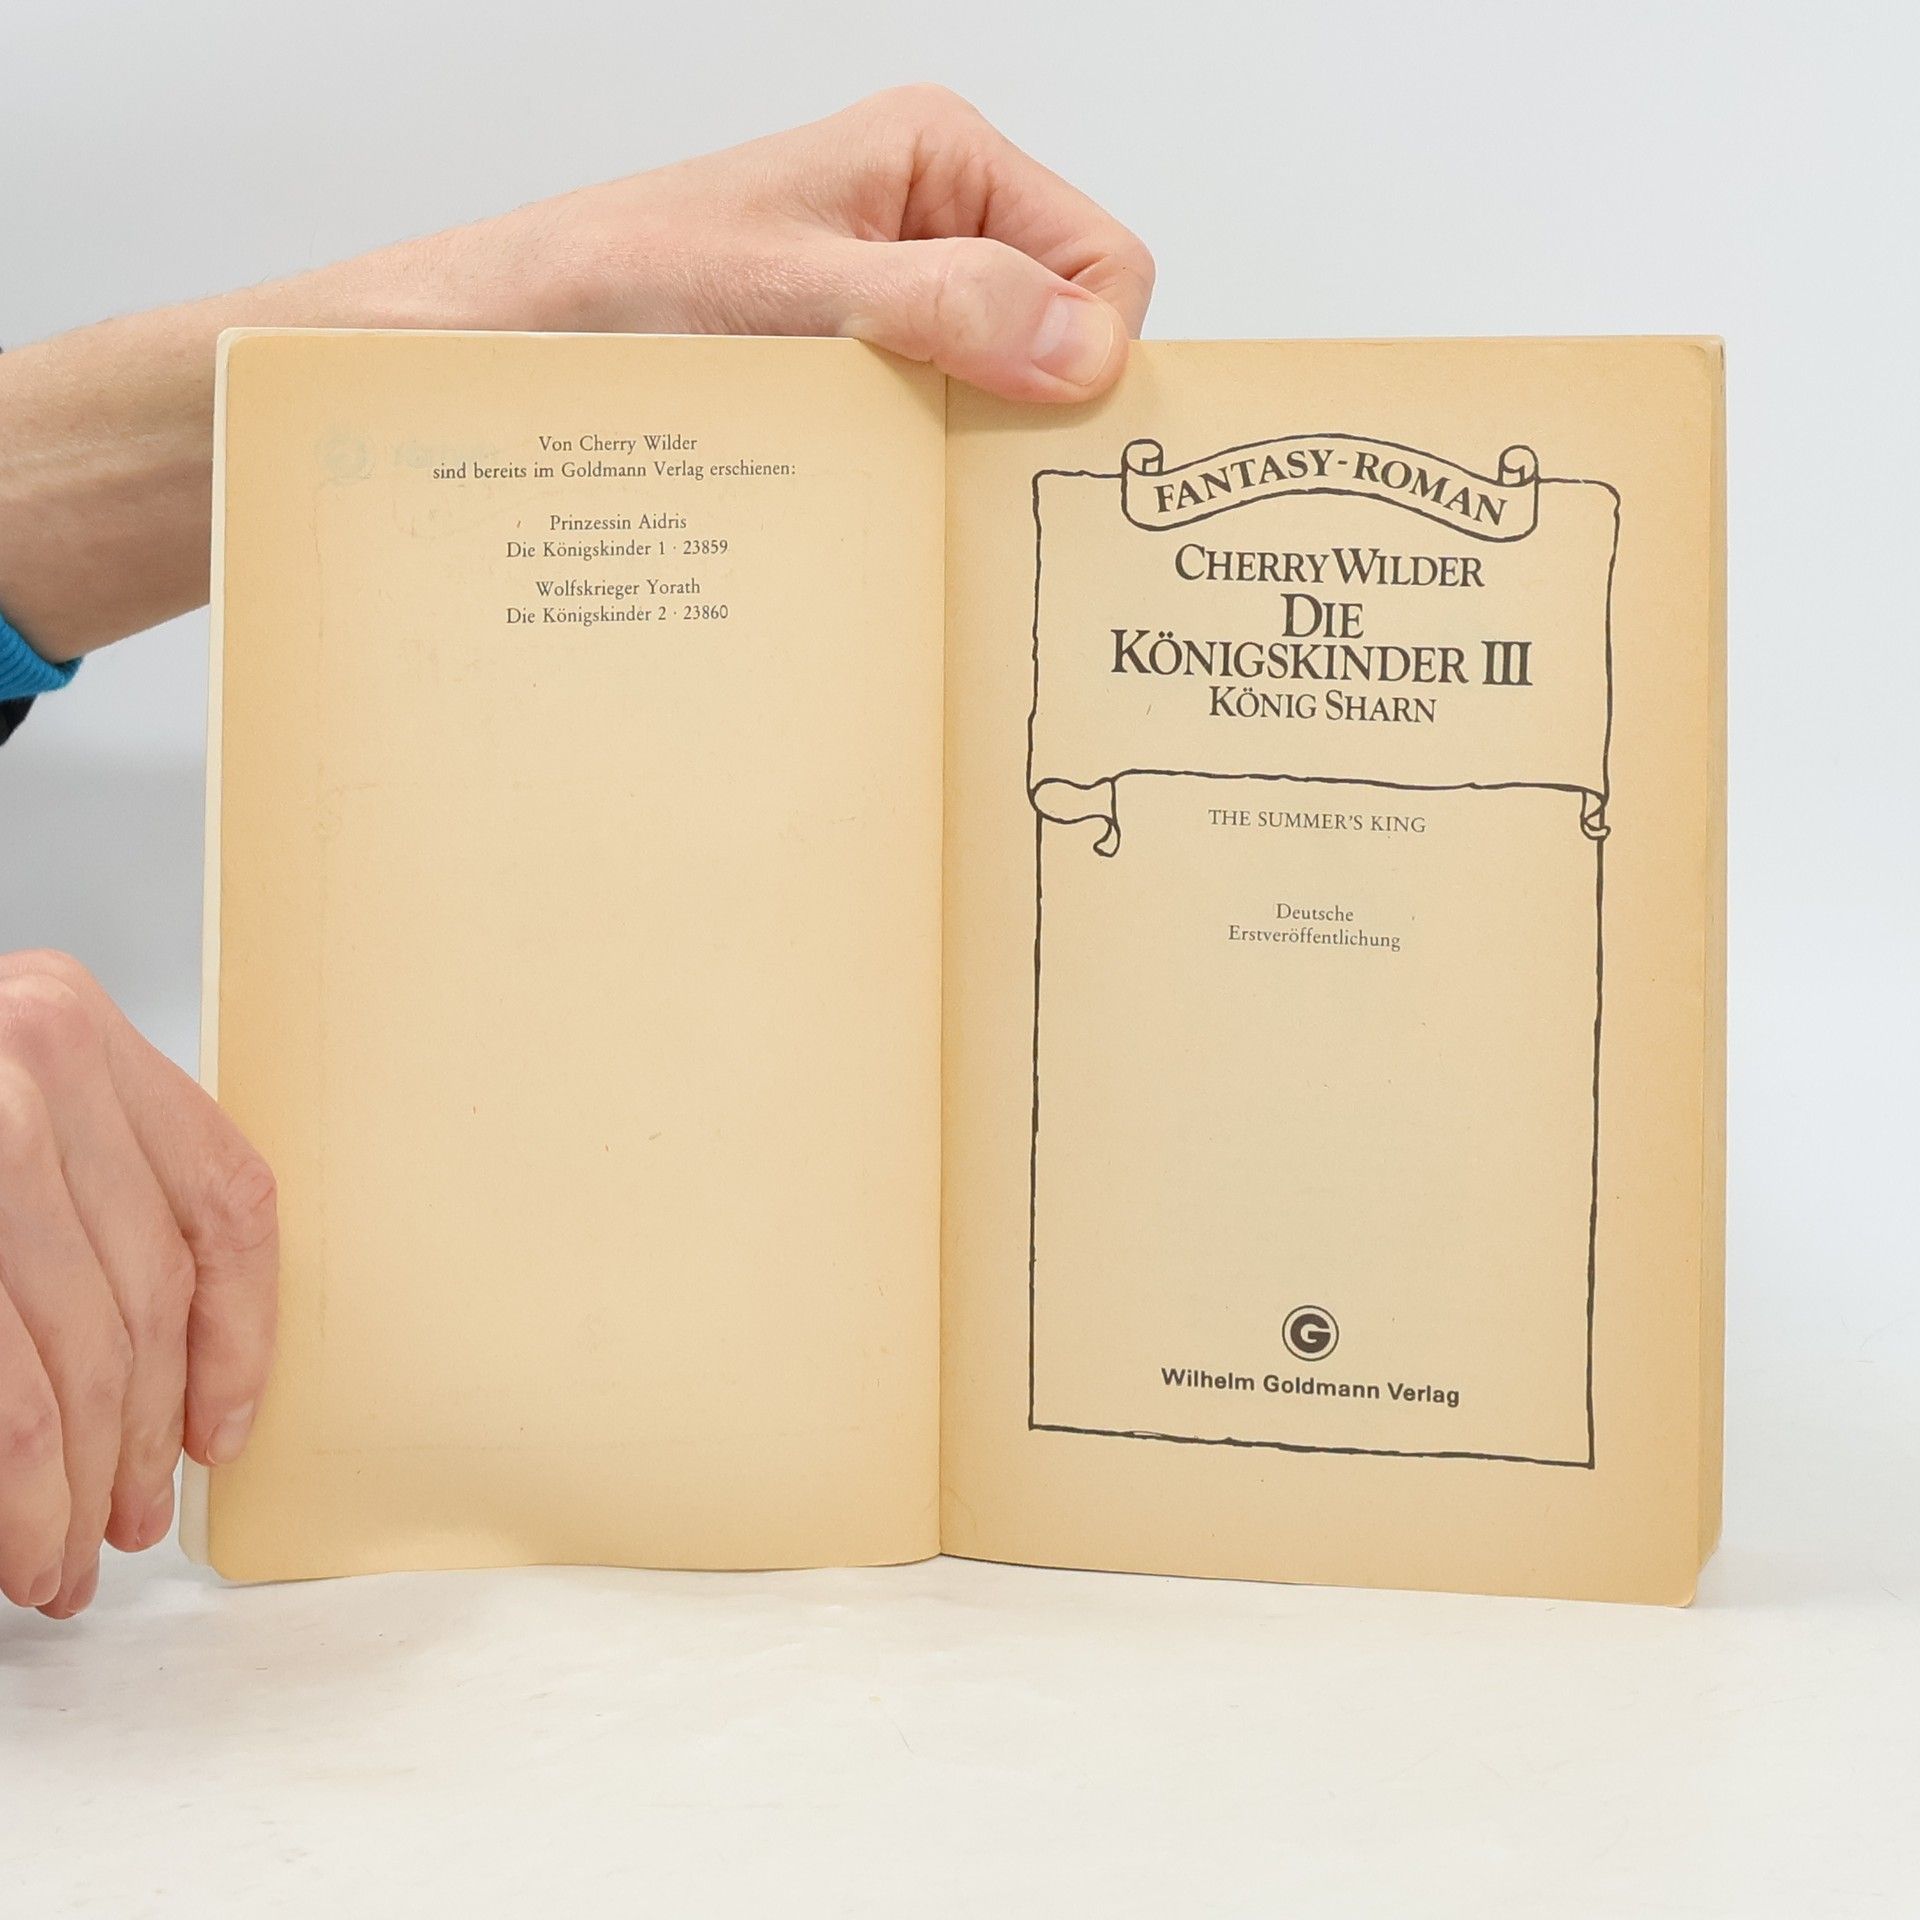 Von Cherry Wilder
sind bereits im Goldmann Verlag erschienen:
Prinzessin Aidris
Die Königskinder 1 · 23859
Wolfskrieger Yorath
Die Königskinder 2 · 23860
FANTASY-ROMAN
CHERRY WILDER
DIE
KÖNIGSKINDER III
KÖNIG SHARN
THE SUMMER'S KING
Deutsche
Erstveröffentlichung
G
Wilhelm Goldmann Verlag